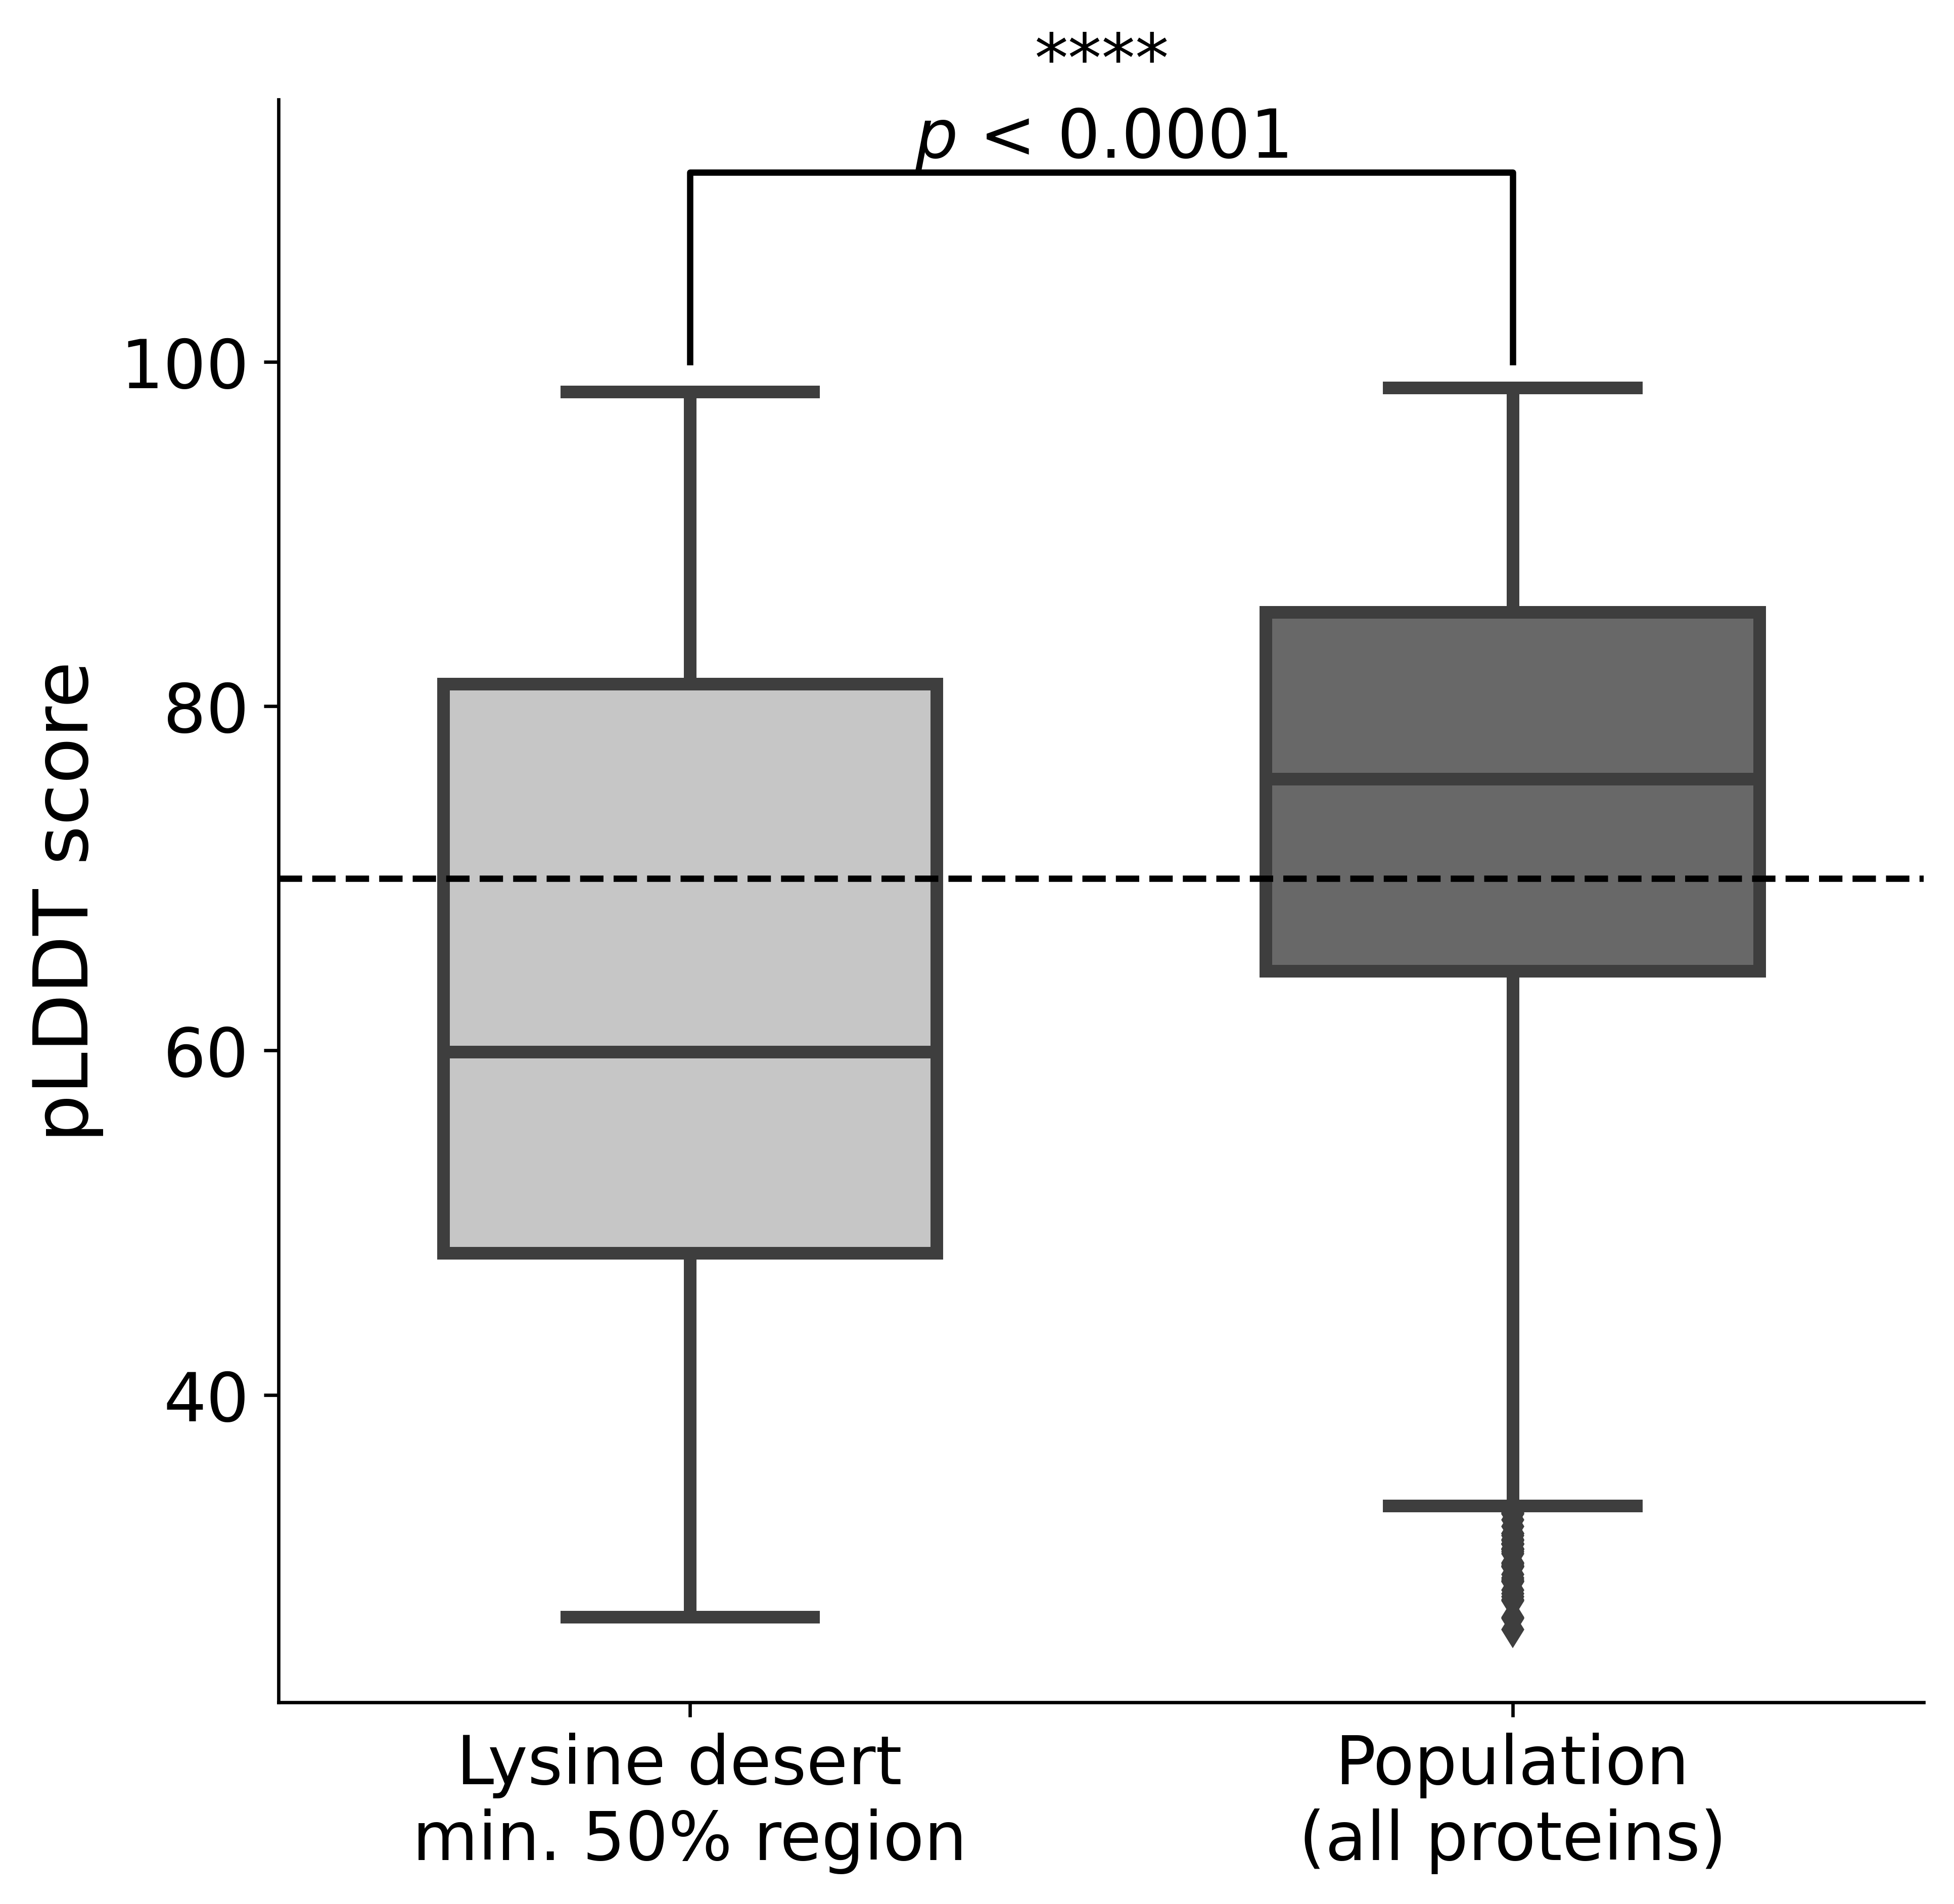 ****
p < 0.0001
100
80
60
40
pLDDT score
Lysine desert
min. 50% region
Population
(all proteins)